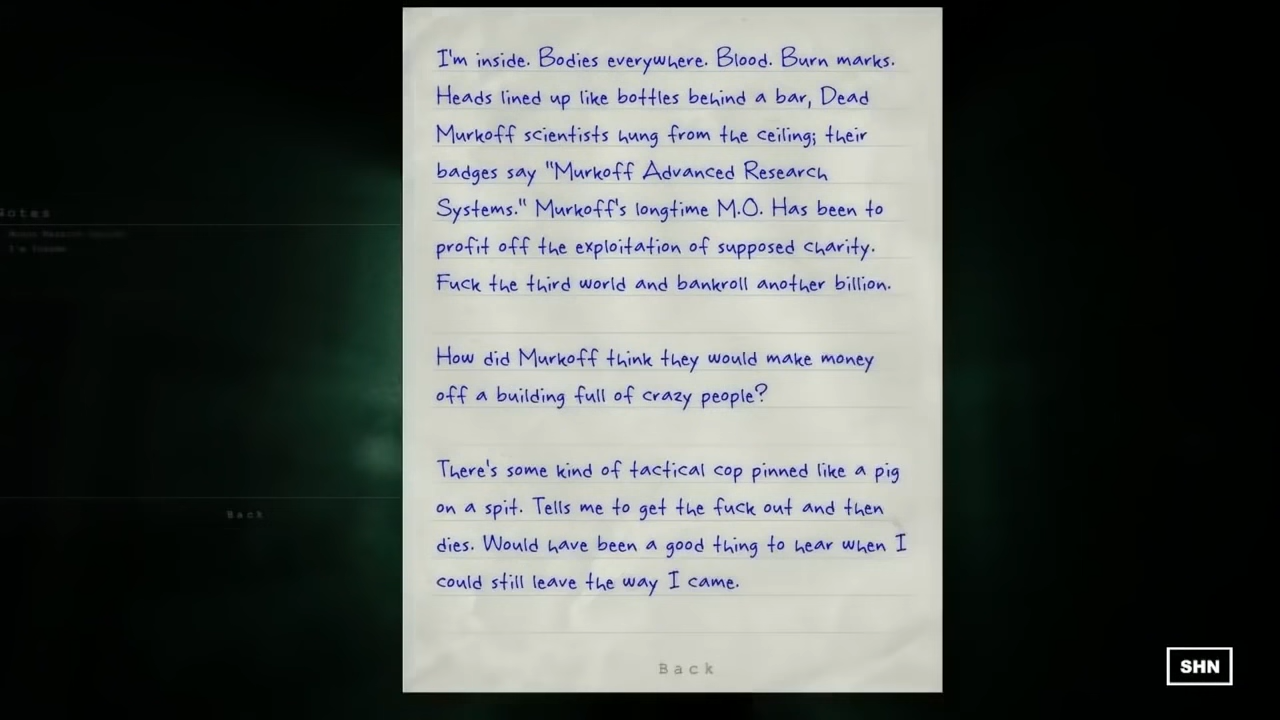 I'm inside. Bodies everywhere. Blood. Burn marks.
Heads lined up like bottles behind a bar, Dead
Murkoff scientists hung from the ceiling; their
badges say "Murkoff Advanced Research
Systems." Murkoff's longtime M.O. Has been to
profit off the exploitation of supposed charity.
Fuck the third world and bankroll another billion.
How did Murkoff think they would make money
off a building full of crazy people?
There's some kind of tactical cop pinned like a pig
on a spit. Tells me to get the fuck out and then
dies. Would have been a good thing to hear when I
could still leave the way I came.
Back
Notes
I'm Inside
Back
SHN